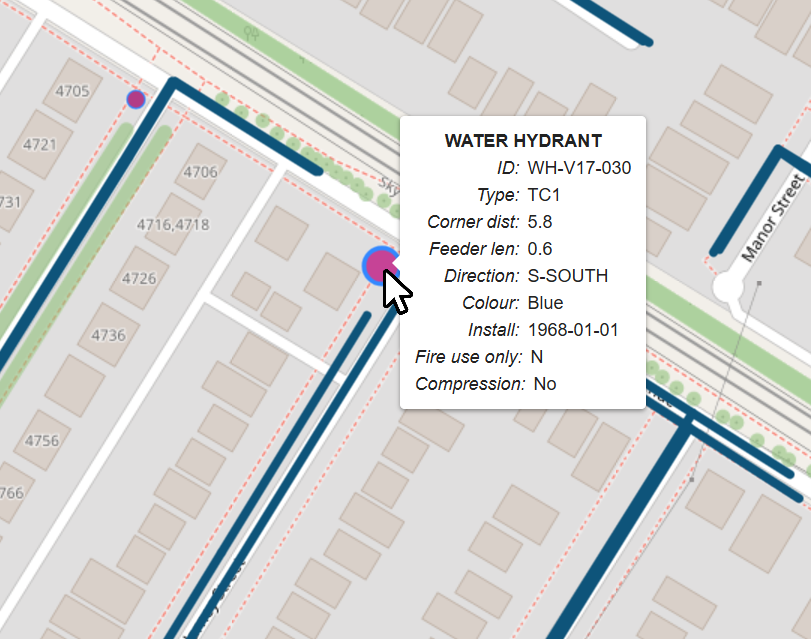 4705
4721
731
4706
4716,4718
4726
4736
4756
766
Sky
WATER HYDRANT
ID: WH-V17-030
Type: TC1
Corner dist: 5.8
Feeder len: 0.6
Direction: S-SOUTH
Colour: Blue
Install: 1968-01-01
Fire use only: N
Compression: No
Manor Street
Street